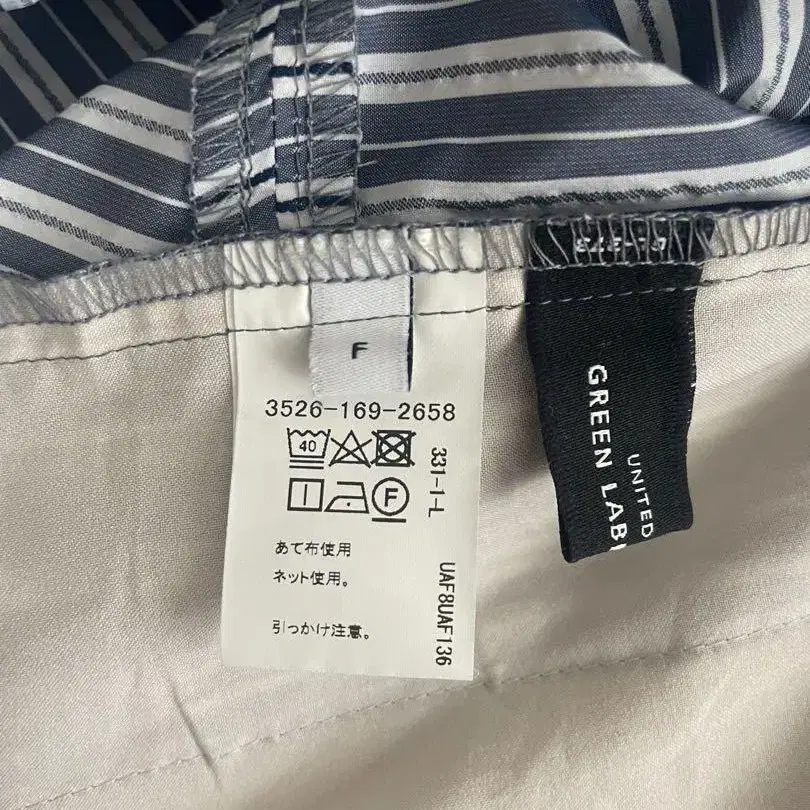 F
3526-169-2658
40
F
331-1-L
あて布使用
ネット使用。
引っかけ注意。
UAF8UAF136
UNITED
GREEN LAB